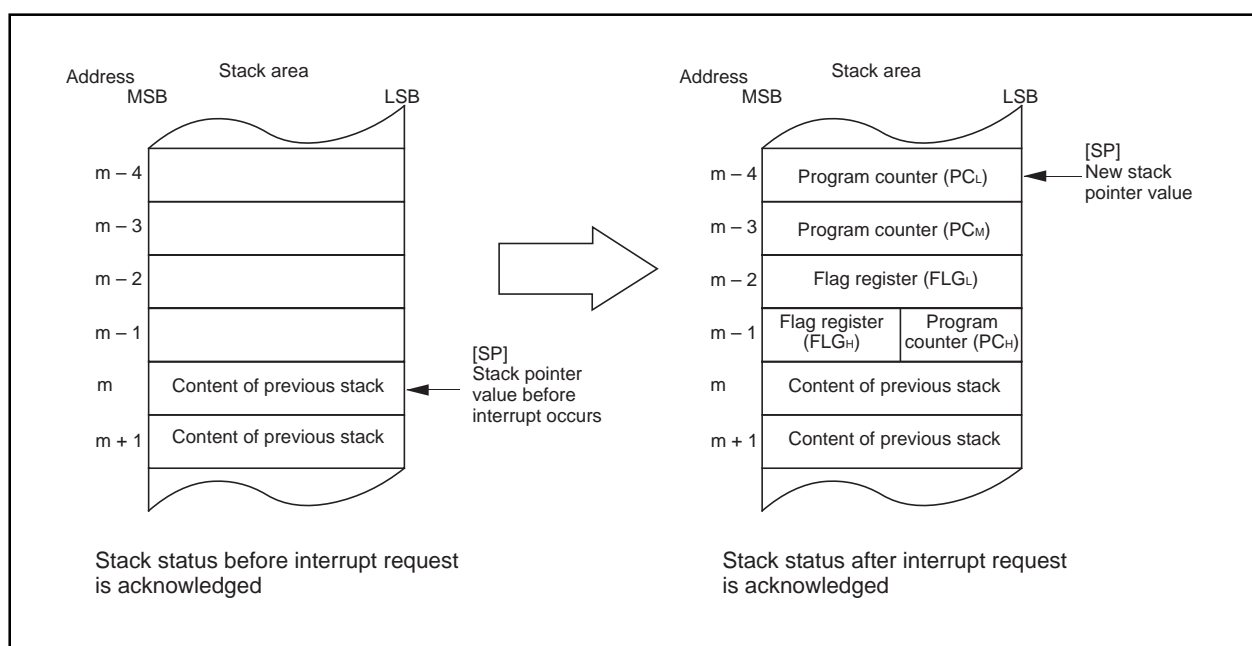 Stack area
Address
MSB
LSB
m – 4
m – 3
m – 2
m – 1
m
Content of previous stack
m + 1
Content of previous stack
[SP]
Stack pointer
value before
interrupt occurs
Stack status before interrupt request
is acknowledged
Stack area
Address
MSB
LSB
m – 4
Program counter (PCL)
m – 3
Program counter (PCM)
m – 2
Flag register (FLGL)
m – 1
Flag register
(FLGH)
Program
counter (PCH)
m
Content of previous stack
m + 1
Content of previous stack
[SP]
New stack
pointer value
Stack status after interrupt request
is acknowledged